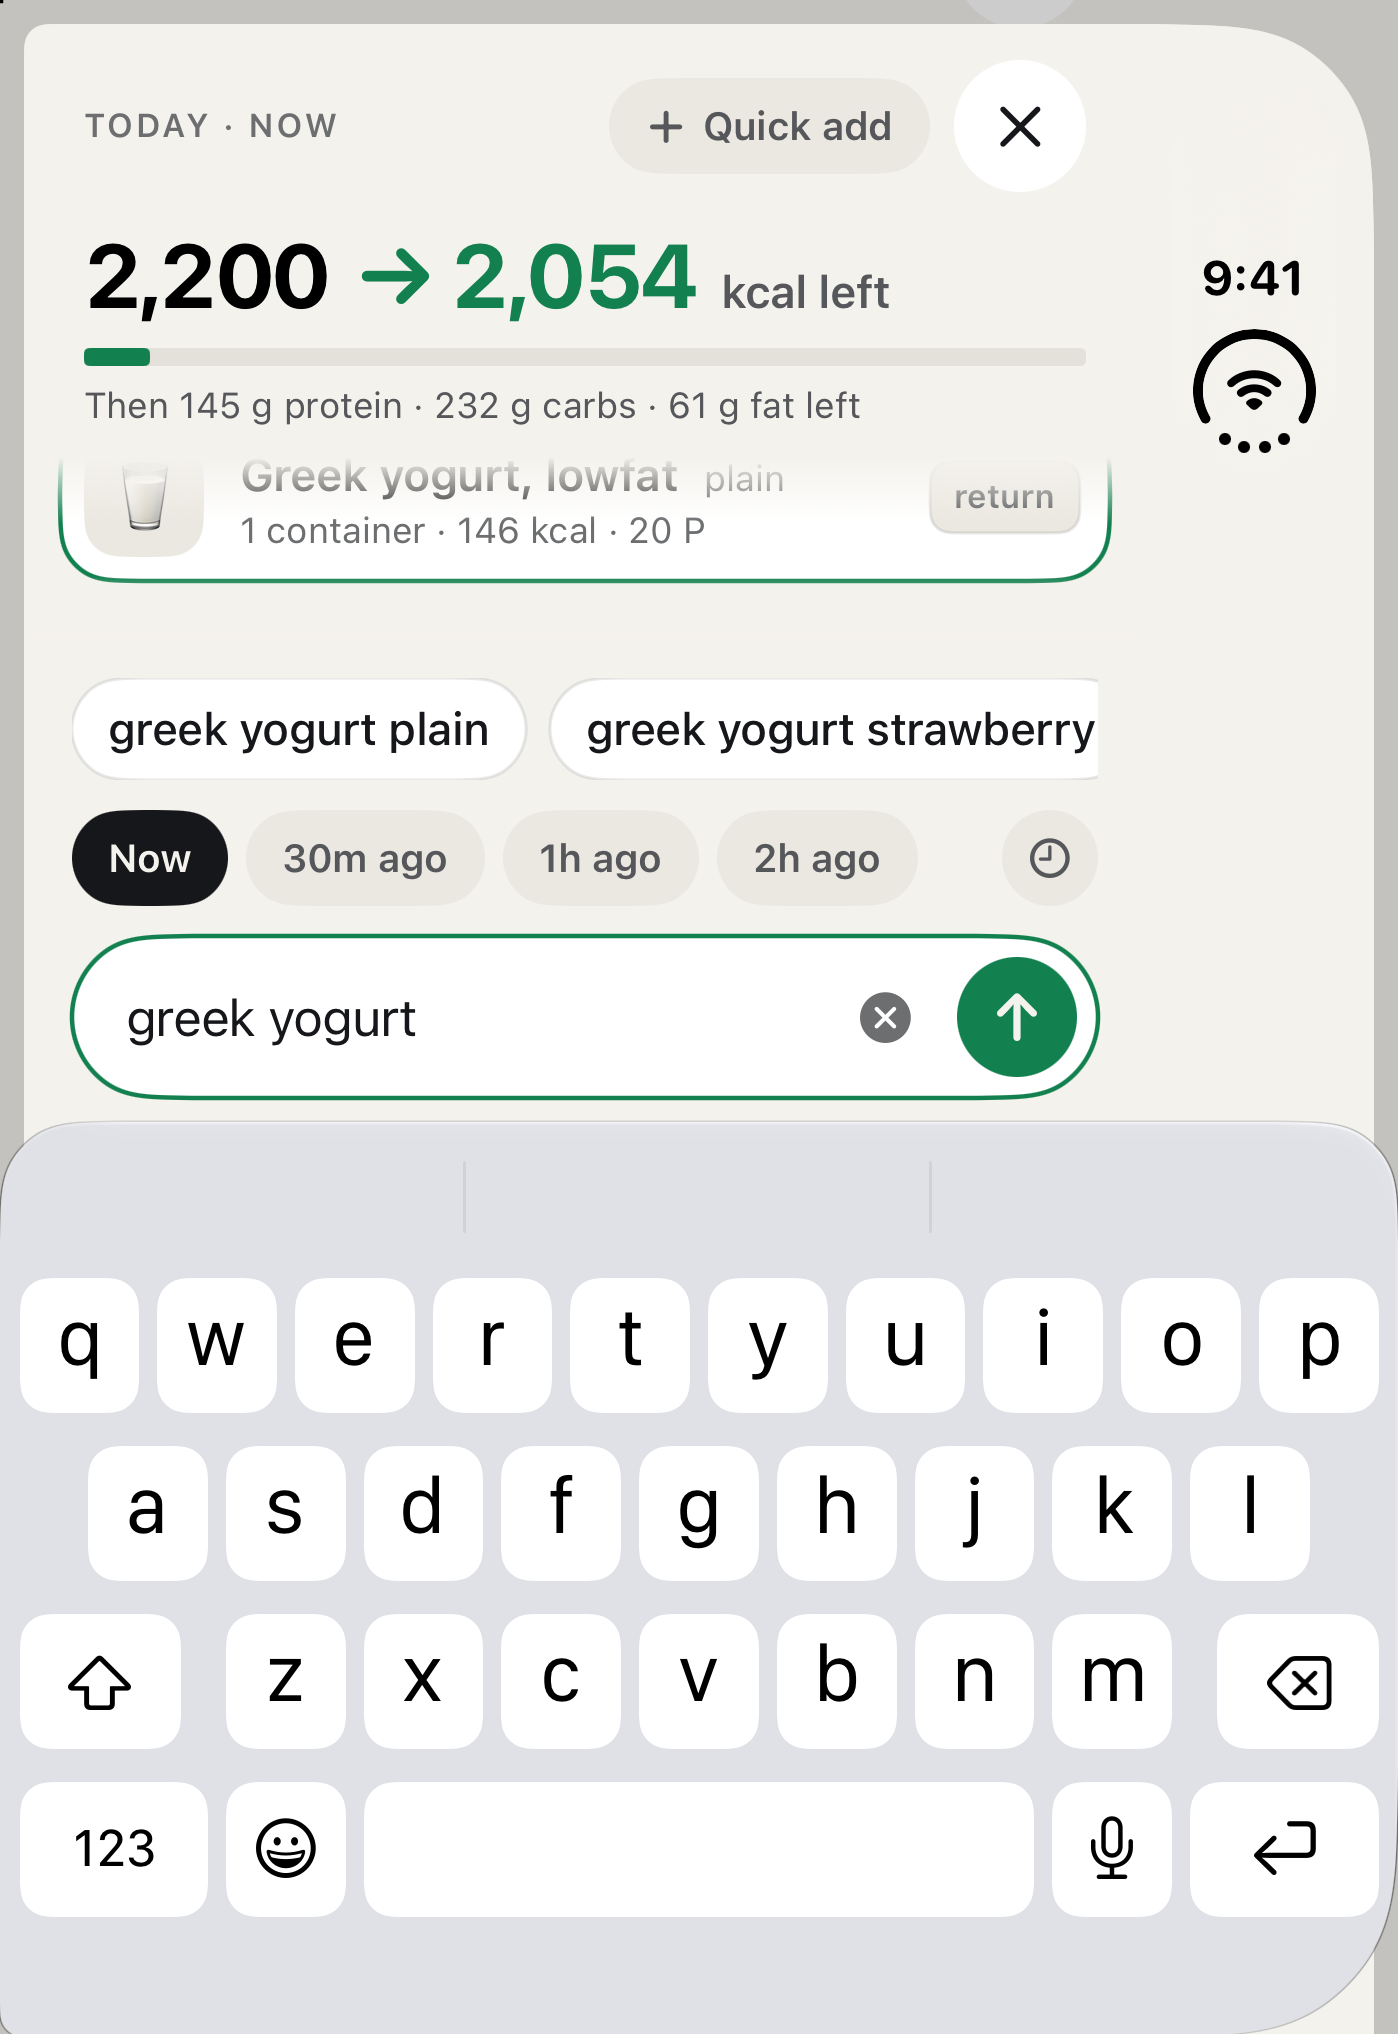 TODAY · NOW
+ Quick add
2,200 → 2,054 kcal left
9:41
Then 145 g protein · 232 g carbs · 61 g fat left
Greek yogurt, lowfat plain
return
1 container · 146 kcal · 20 P
greek yogurt plain
greek yogurt strawberry
Now
30m ago
1h ago
2h ago
greek yogurt
q w e r t y u i o p
a s d f g h j k l
z x c v b n m
123